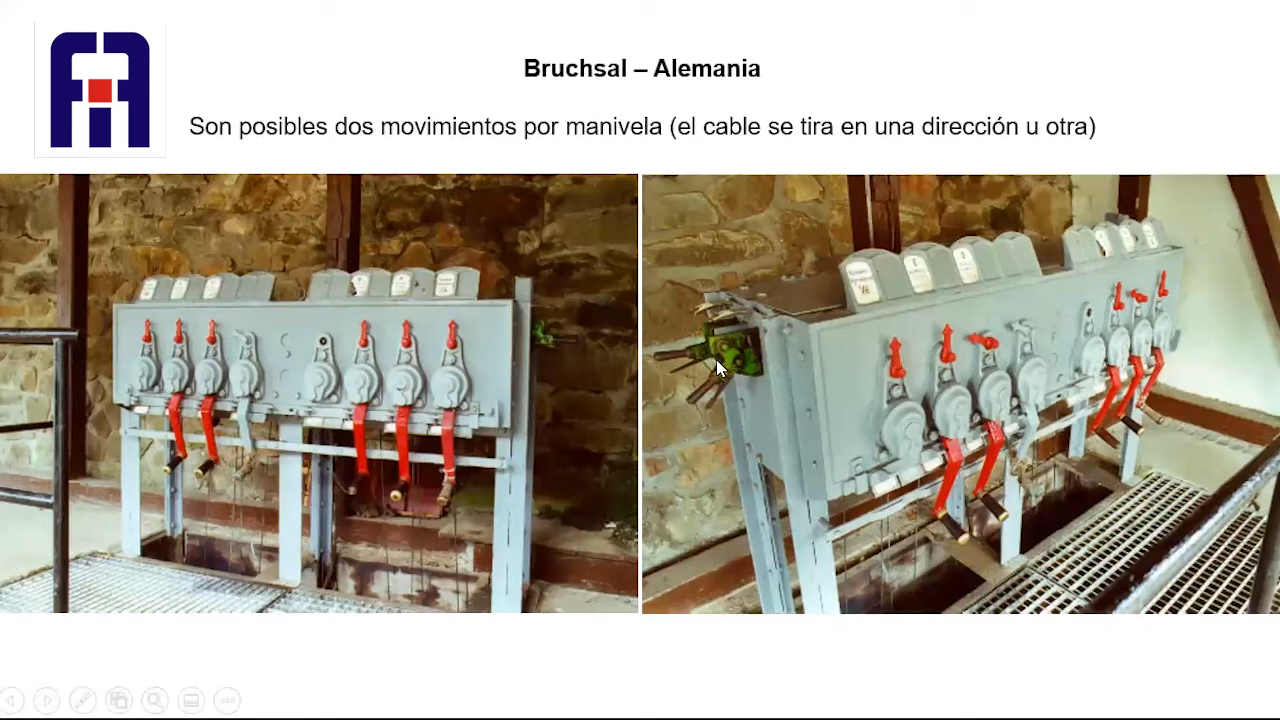 Bruchsal – Alemania
Son posibles dos movimientos por manivela (el cable se tira en una dirección u otra)